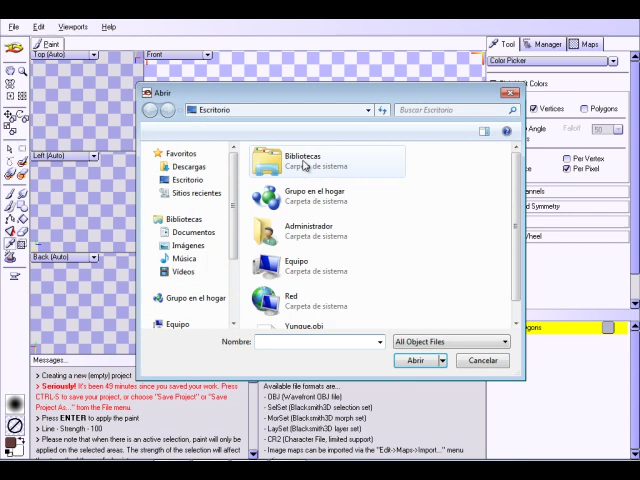 File Edit Viewports Help
Paint
Tool Manager Maps
Top (Auto) Front
Color Picker
Colors
Abrir
Escritorio Buscar Escritorio
Vertices Polygons
Angle Falloff 50
Favoritos
Descargas
Escritorio
Sitios recientes
Bibliotecas
Documentos
Imágenes
Música
Vídeos
Grupo en el hogar
Equipo
Bibliotecas
Carpeta de sistema
Grupo en el hogar
Carpeta de sistema
Administrador
Carpeta de sistema
Equipo
Carpeta de sistema
Red
Carpeta de sistema
Yunque.obj
Left (Auto)
Per Vertex
Per Pixel
Symmetry
Back (Auto)
Nombre: All Object Files
Abrir Cancelar
Messages...
> Creating a new (empty) project
> Seriously! It's been 49 minutes since you saved your work. Press
CTRL-S to save your project, or choose "Save Project" or "Save
Project As..." from the File menu.
> Press ENTER to apply the paint
> Line - Strength - 100
> Please note that when there is an active selection, paint will only be
applied on the selected areas. The strength of the selection will affect
Available file formats are...
- OBJ (Wavefront OBJ file)
- SelSet (Blacksmith3D selection set)
- MorSet (Blacksmith3D morph set)
- LaySet (Blacksmith3D layer set)
- CR2 (Character File, limited support)
- Image maps can be imported via the "Edit->Maps->Import..." menu